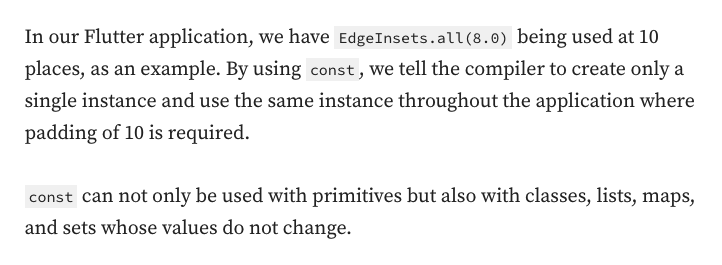 In our Flutter application, we have EdgeInsets.all(8.0) being used at 10
places, as an example. By using const, we tell the compiler to create only a
single instance and use the same instance throughout the application where
padding of 10 is required.
const can not only be used with primitives but also with classes, lists, maps,
and sets whose values do not change.